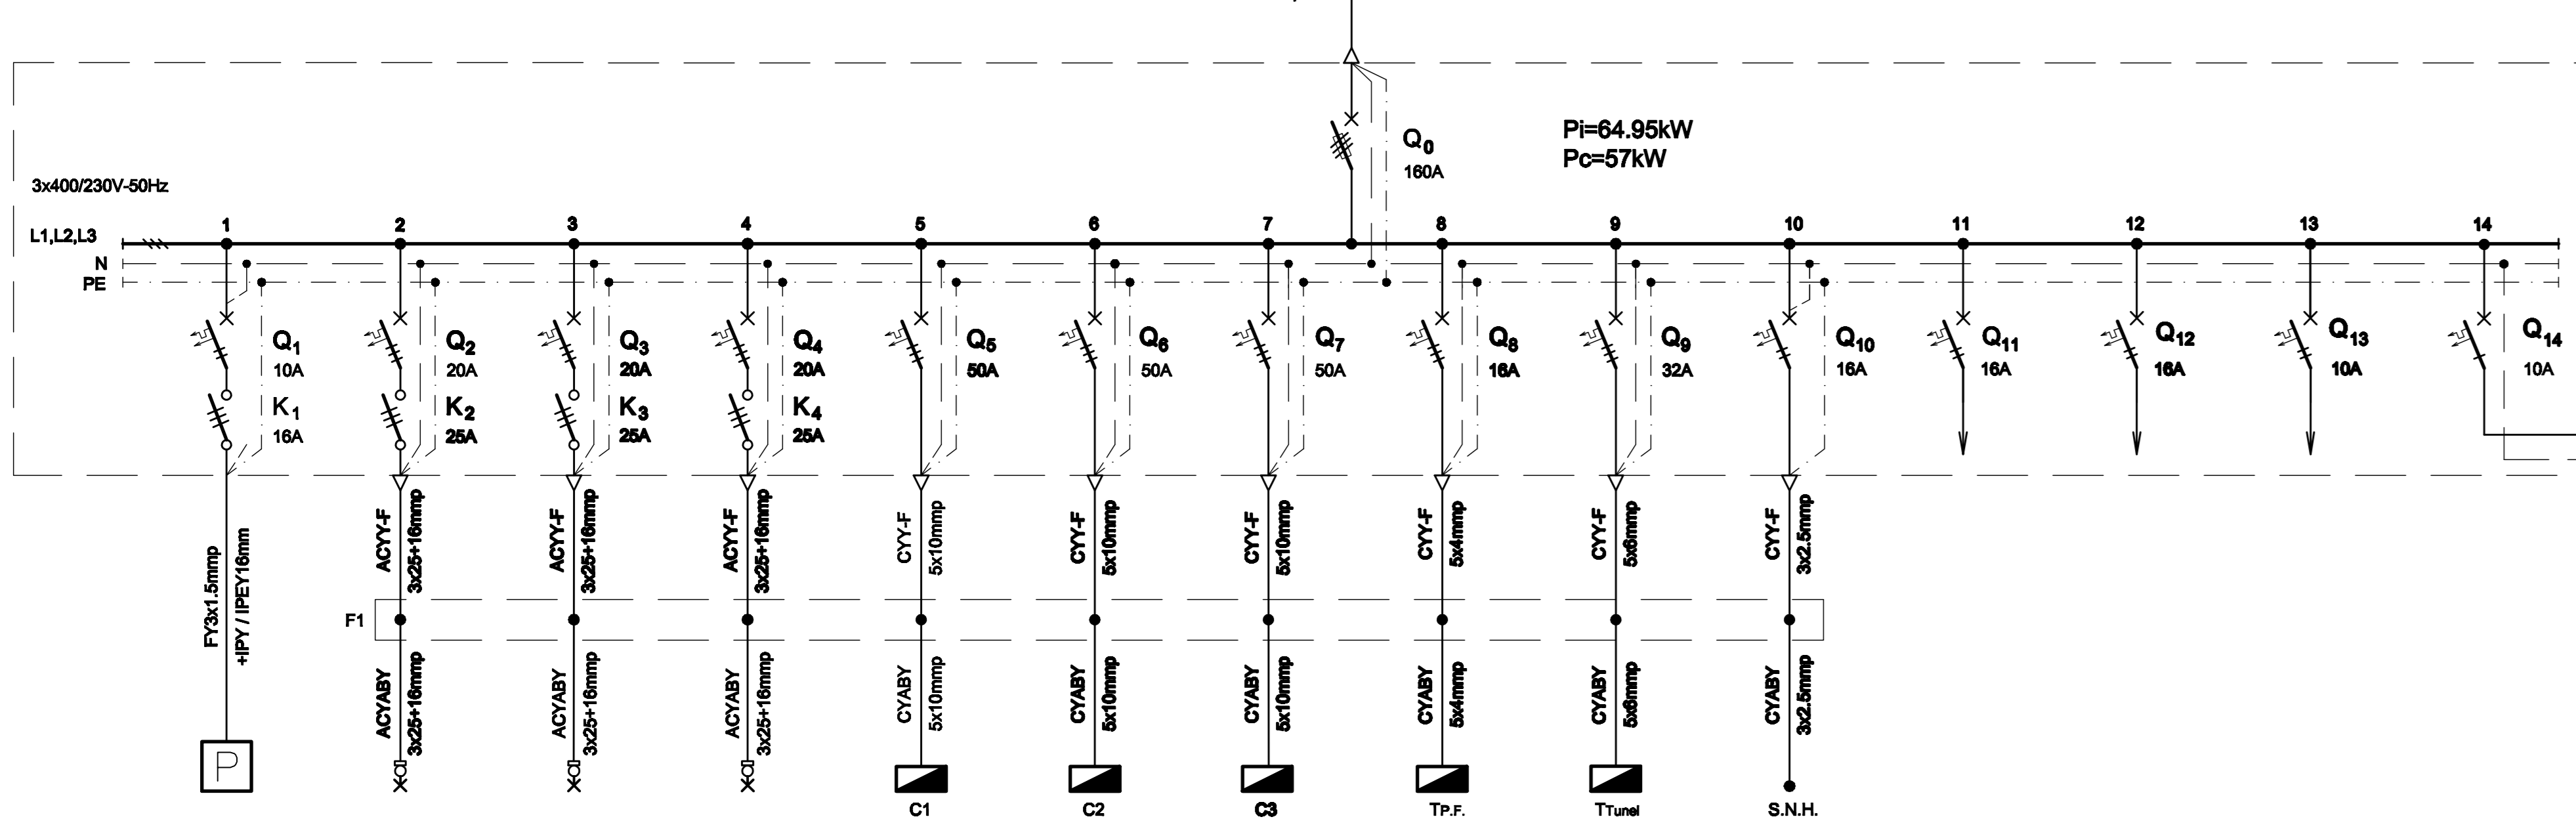 Q0
160A
Pi=64.95kW
Pc=57kW
3x400/230V-50Hz
L1,L2,L3
N
PE
1 2 3 4 5 6 7 8 9 10 11 12 13 14
Q1
10A
K1
16A
Q2
20A
K2
25A
Q3
20A
K3
25A
Q4
20A
K4
25A
Q5
50A
Q6
50A
Q7
50A
Q8
16A
Q9
32A
Q10
16A
Q11
16A
Q12
16A
Q13
10A
Q14
10A
FY3x1.5mmp
+IPY / IPEY16mm
ACYY-F
3x25+16mmp
ACYY-F
3x25+16mmp
ACYY-F
3x25+16mmp
CYY-F
5x10mmp
CYY-F
5x10mmp
CYY-F
5x10mmp
CYY-F
5x4mmp
CYY-F
5x6mmp
CYY-F
3x2.5mmp
F1
ACYABY
3x25+16mmp
ACYABY
3x25+16mmp
ACYABY
3x25+16mmp
CYABY
5x10mmp
CYABY
5x10mmp
CYABY
5x10mmp
CYABY
5x4mmp
CYABY
5x6mmp
CYABY
3x2.5mmp
P
C1
C2
C3
TP.F.
TTunel
S.N.H.